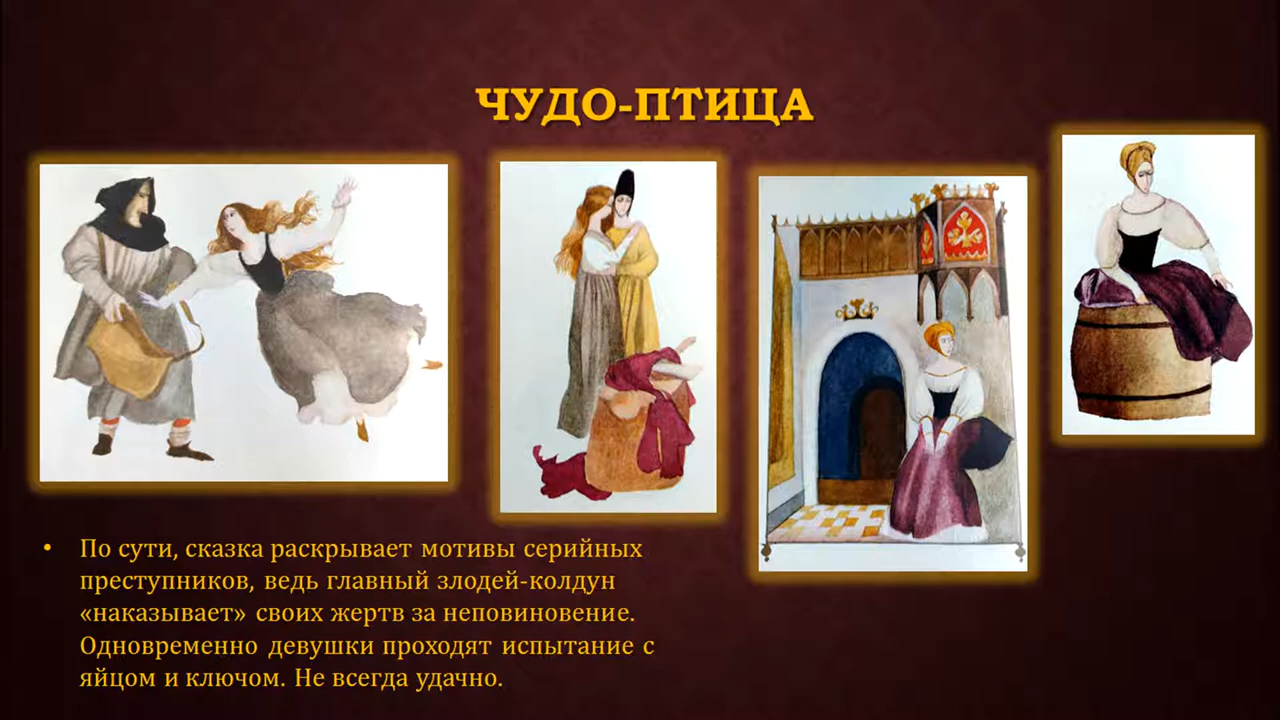 ЧУДО-ПТИЦА
• По сути, сказка раскрывает мотивы серийных
преступников, ведь главный злодей-колдун
«наказывает» своих жертв за неповиновение.
Одновременно девушки проходят испытание с
яйцом и ключом. Не всегда удачно.